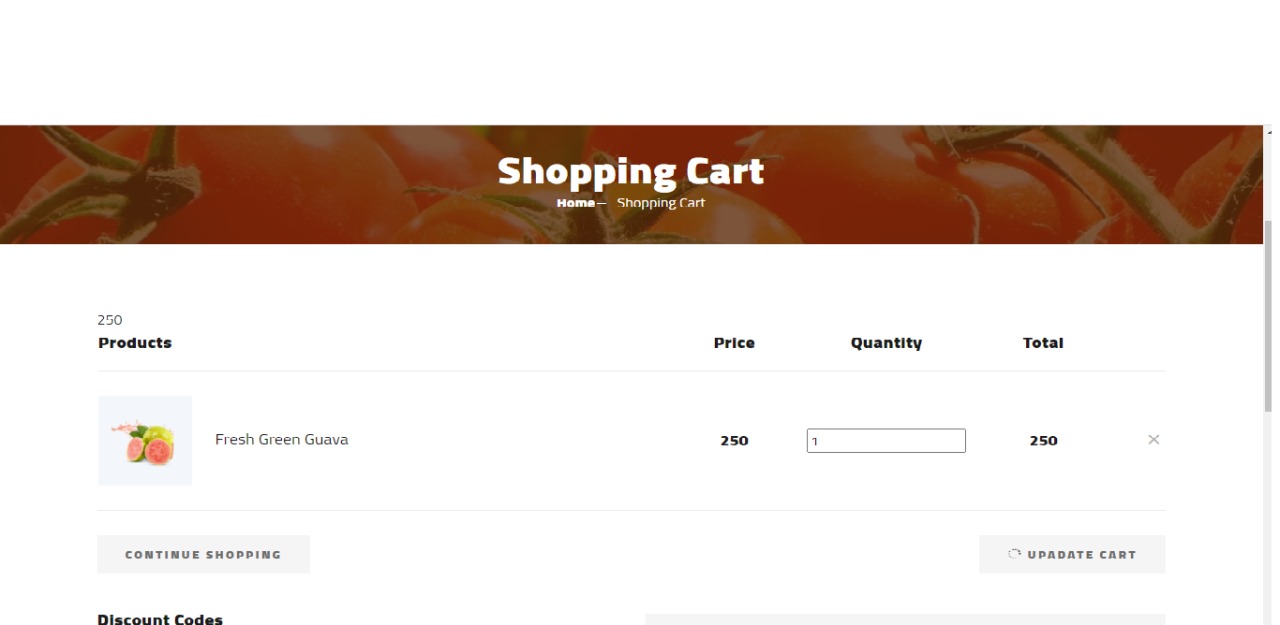 Shopping Cart
Home— Shopping Cart
250
Products Price Quantity Total
Fresh Green Guava 250 1 250
CONTINUE SHOPPING UPADATE CART
Discount Codes